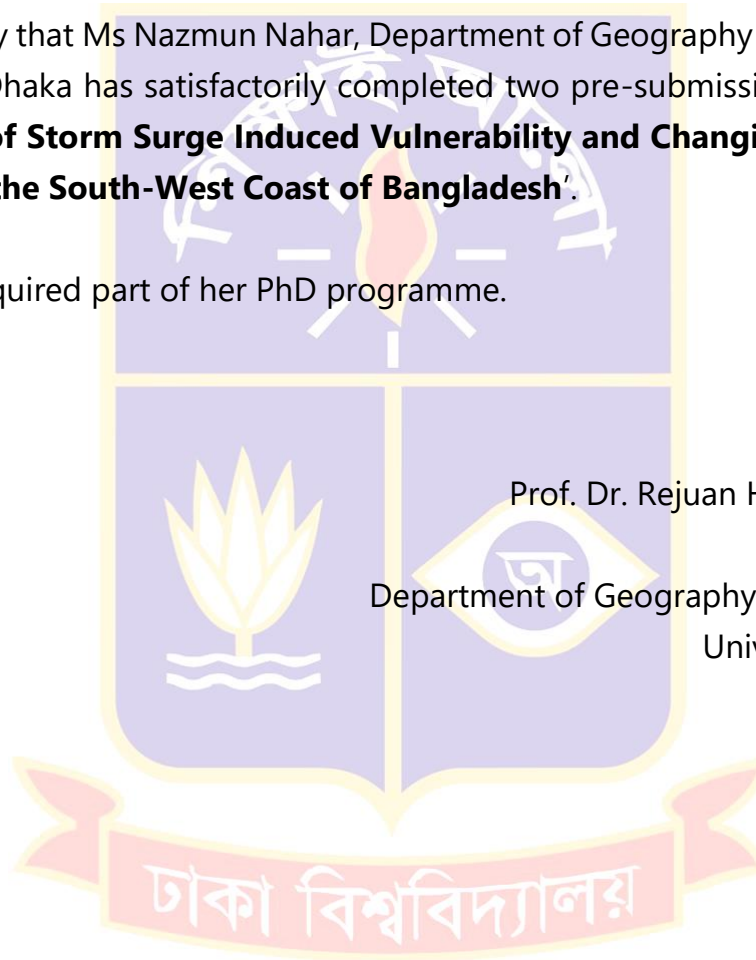 শিক্ষাই আলো
y that Ms Nazmun Nahar, Department of Geography
Dhaka has satisfactorily completed two pre-submissi
of Storm Surge Induced Vulnerability and Changi
the South-West Coast of Bangladesh’.
quired part of her PhD programme.
Prof. Dr. Rejuan H
অ
Department of Geography
Univ
ঢাকা বিশ্ববিদ্যালয়